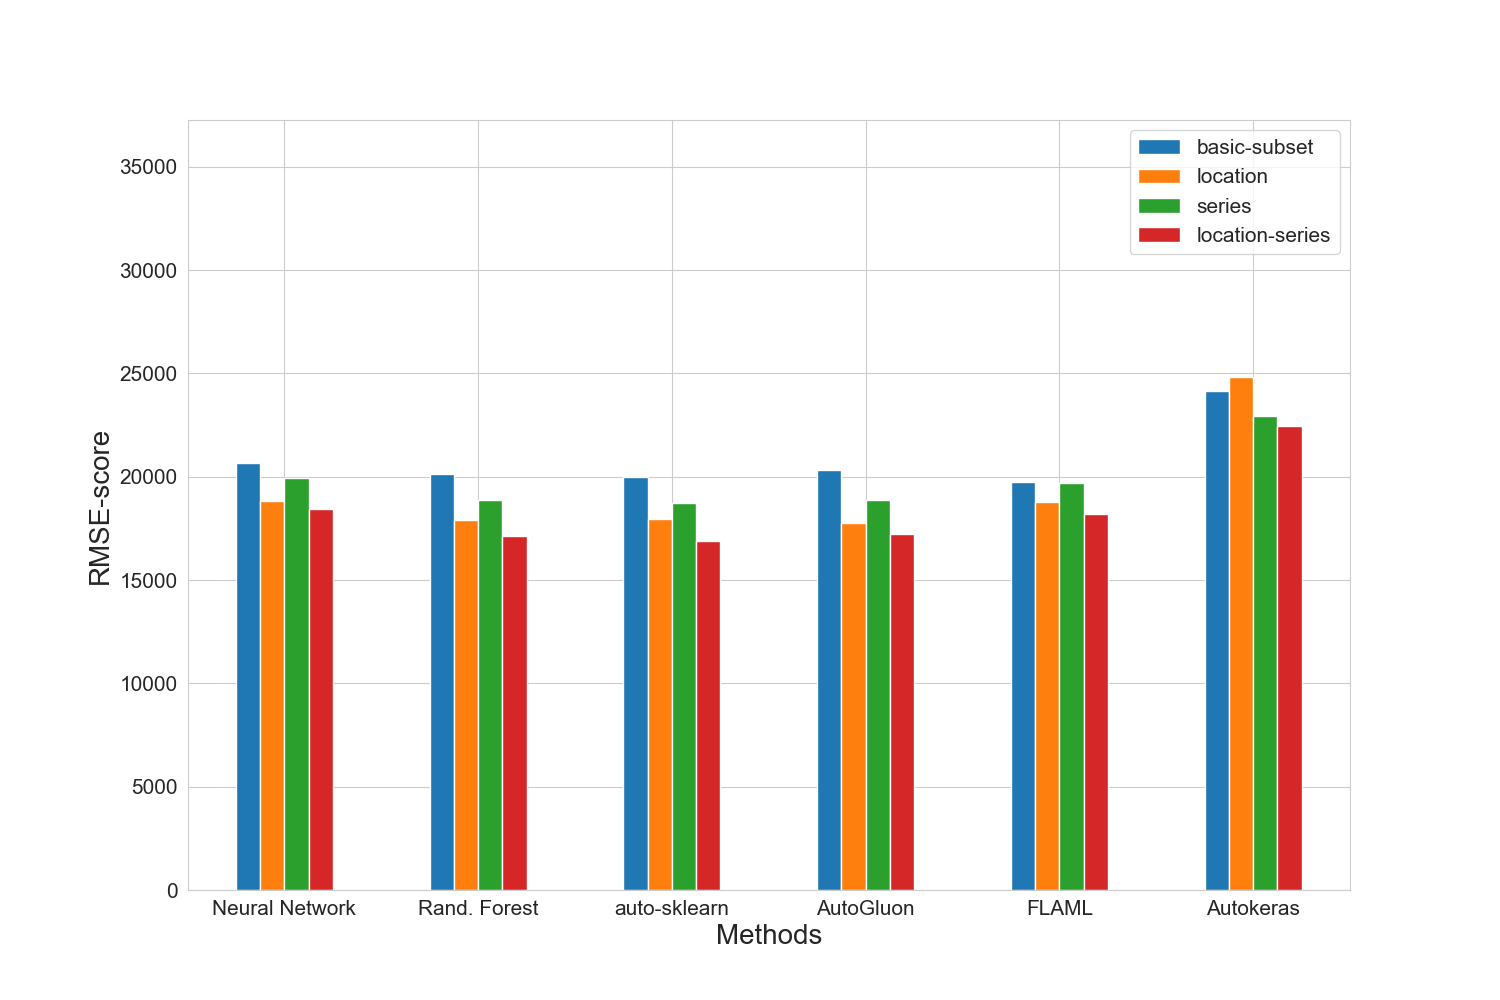 35000
30000
25000
20000
15000
10000
5000
0
RMSE-score
basic-subset
location
series
location-series
Neural Network
Rand. Forest
auto-sklearn
AutoGluon
FLAML
Autokeras
Methods